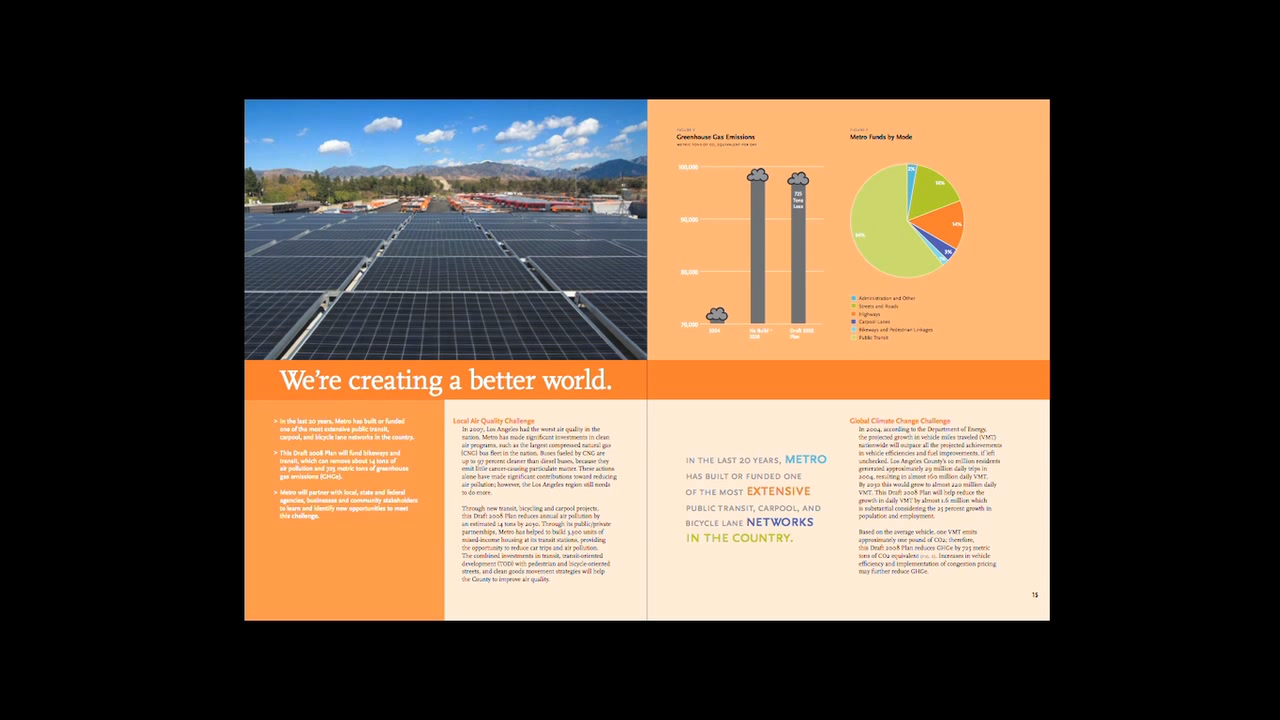 FIGURE F
Greenhouse Gas Emissions
METRIC TONS OF CO₂ EQUIVALENT PER DAY
100,000
90,000
80,000
70,000
725
Tons
Less
2004
No Build –
2030
Draft 2008
Plan
Metro Funds by Mode
16%
14%
3%
Administration and Other
Streets and Roads
Highways
Carpool Lanes
Bikeways and Pedestrian Linkages
Public Transit
We're creating a better world.
> In the last 20 years, Metro has built or funded
one of the most extensive public transit,
carpool, and bicycle lane networks in the country.
> This Draft 2008 Plan will fund bikeways and
transit, which can remove about 14 tons of
air pollution and 725 metric tons of greenhouse
gas emissions (GHGe).
> Metro will partner with local, state and federal
agencies, businesses and community stakeholders
to learn and identify new opportunities to meet
this challenge.
Local Air Quality Challenge
In 2007, Los Angeles had the worst air quality in the
nation. Metro has made significant investments in clean
air programs, such as the largest compressed natural gas
(CNG) bus fleet in the nation. Buses fueled by CNG are
up to 97 percent cleaner than diesel buses, because they
emit little cancer-causing particulate matter. These actions
alone have made significant contributions toward reducing
air pollution; however, the Los Angeles region still needs
to do more.
Through new transit, bicycling and carpool projects,
this Draft 2008 Plan reduces annual air pollution by
an estimated 14 tons by 2030. Through its public/private
partnerships, Metro has helped to build 3,300 units of
mixed-income housing at its transit stations, providing
the opportunity to reduce car trips and air pollution.
The combined investments in transit, transit-oriented
development (TOD) with pedestrian and bicycle-oriented
streets, and clean goods movement strategies will help
the County to improve air quality.
IN THE LAST 20 YEARS, METRO
HAS BUILT OR FUNDED ONE
OF THE MOST EXTENSIVE
PUBLIC TRANSIT, CARPOOL, AND
BICYCLE LANE NETWORKS
IN THE COUNTRY.
Global Climate Change Challenge
In 2004, according to the Department of Energy,
the projected growth in vehicle miles traveled (VMT)
nationwide will outpace all the projected achievements
in vehicle efficiencies and fuel improvements, if left
unchecked. Los Angeles County's 10 million residents
generated approximately 29 million daily trips in
2004, resulting in almost 160 million daily VMT.
By 2030 this would grow to almost 220 million daily
VMT. This Draft 2008 Plan will help reduce the
growth in daily VMT by almost 1.6 million which
is substantial considering the 25 percent growth in
population and employment.
Based on the average vehicle, one VMT emits
approximately one pound of CO2; therefore,
this Draft 2008 Plan reduces GHGe by 725 metric
tons of CO2 equivalent Increases in vehicle
efficiency and implementation of congestion pricing
may further reduce GHGe.
15